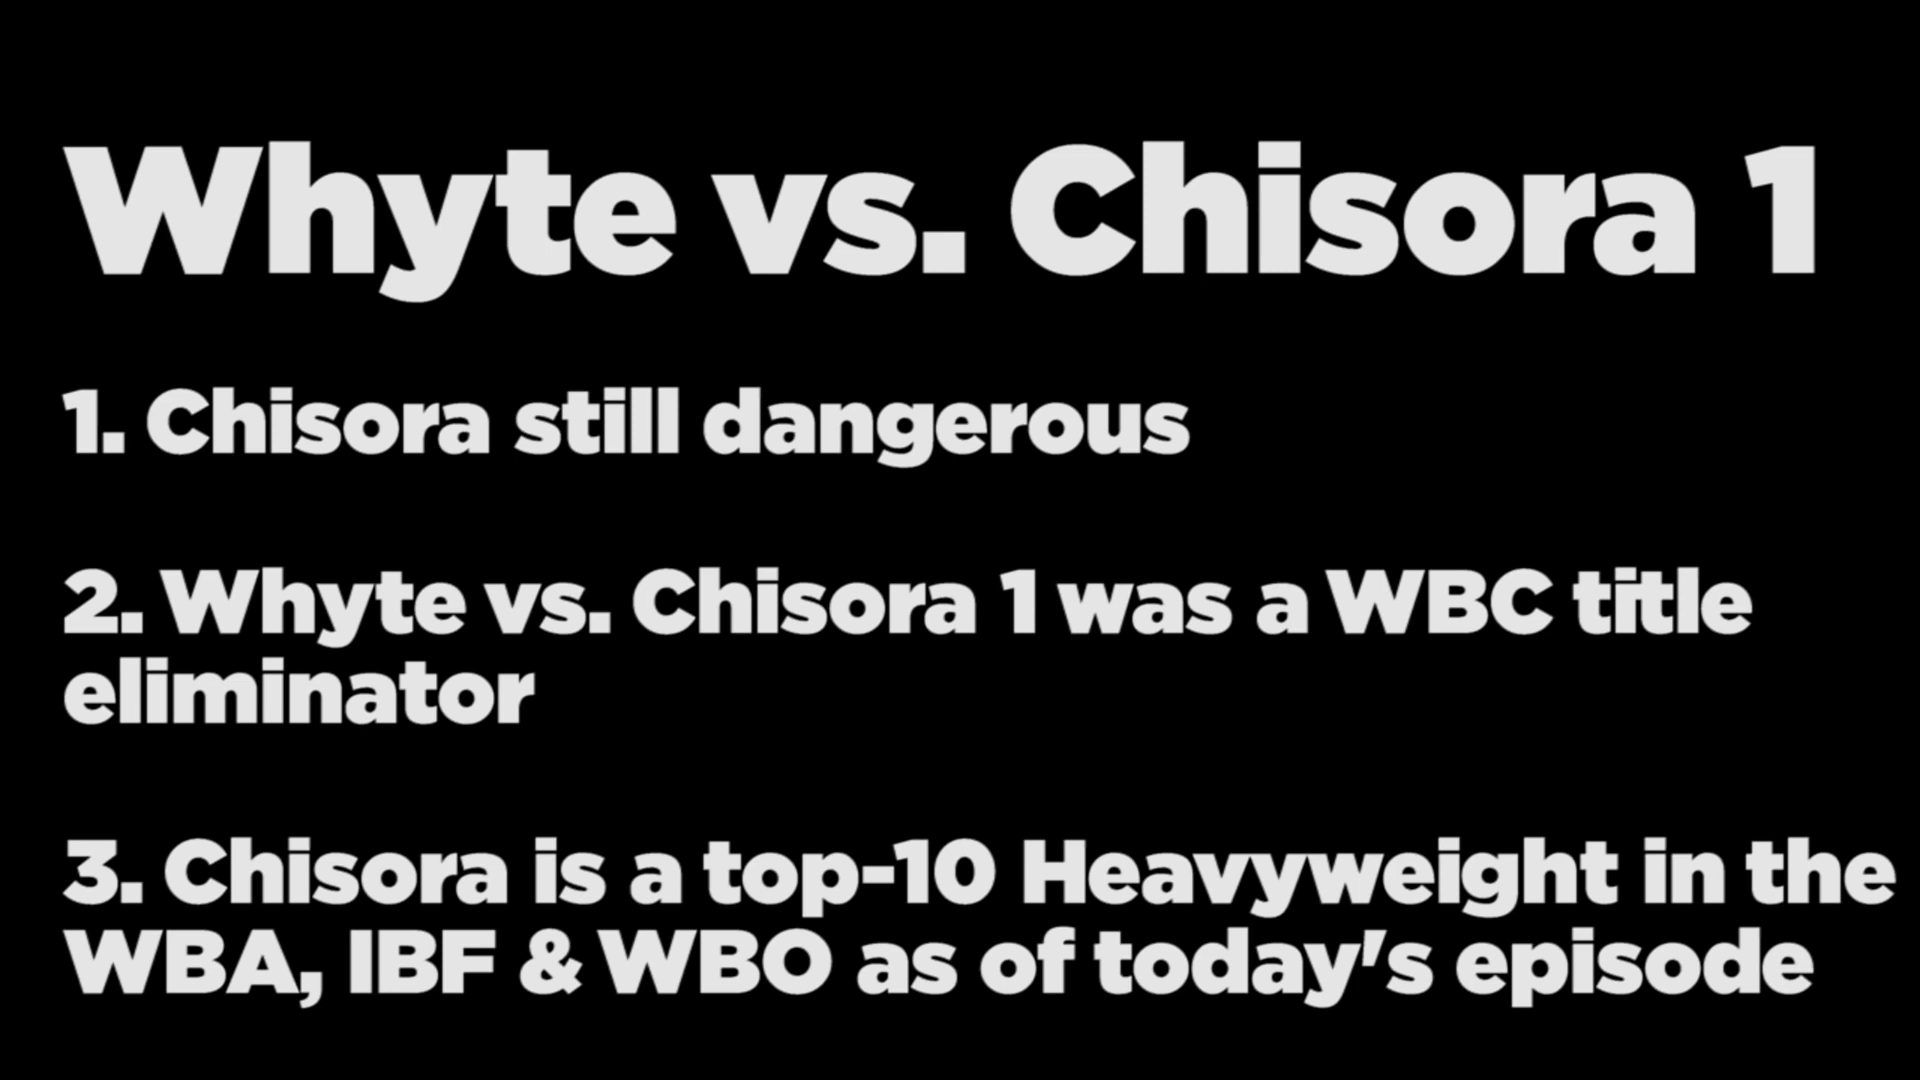 Whyte vs. Chisora 1
1. Chisora still dangerous
2. Whyte vs. Chisora 1 was a WBC title
eliminator
3. Chisora is a top-10 Heavyweight in the
WBA, IBF & WBO as of today's episode